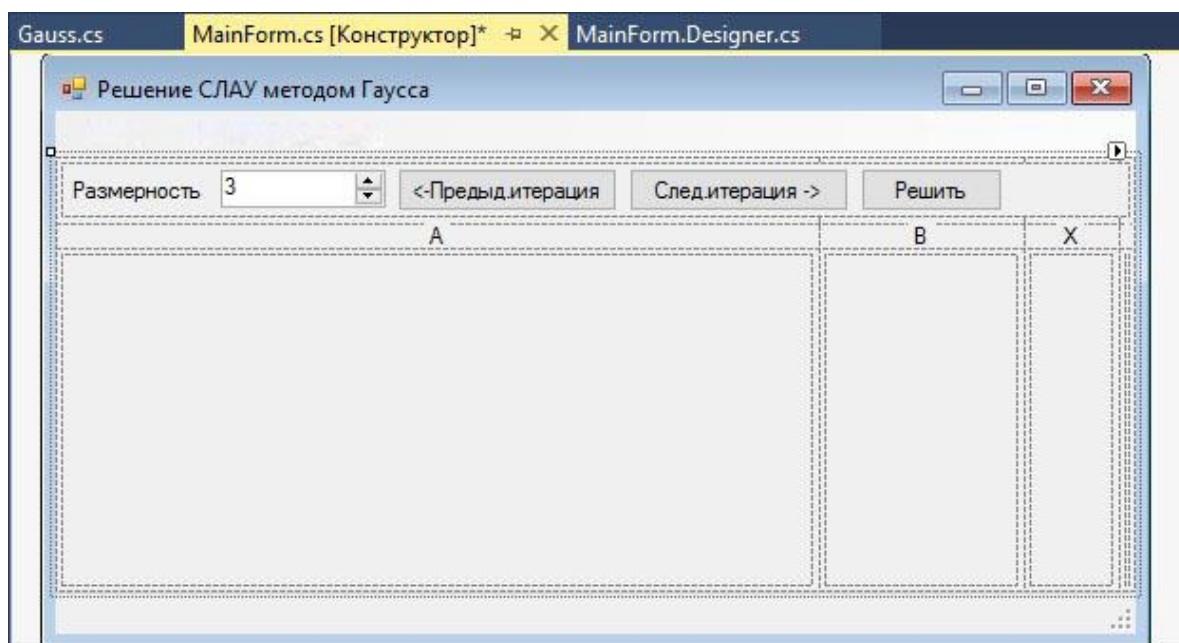 Gauss.cs MainForm.cs [Конструктор]* MainForm.Designer.cs
Решение СЛАУ методом Гаусса
Размерность 3 <-Предыд.итерация След.итерация -> Решить
A B X